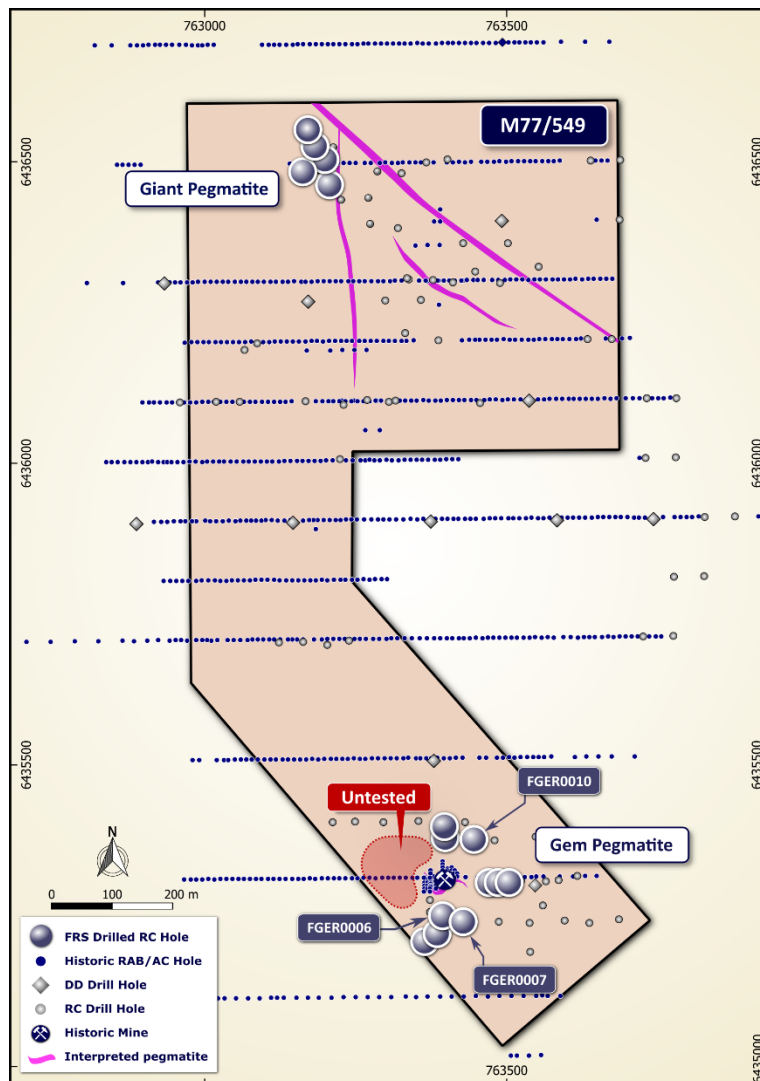 763000
763500
M77/549
6436500
6436500
Giant Pegmatite
6436000
6436000
6435500
6435500
FGER0010
Untested
Gem Pegmatite
N
0
100
200 m
FGER0006
FGER0007
FRS Drilled RC Hole
Historic RAB/AC Hole
DD Drill Hole
RC Drill Hole
Historic Mine
Interpreted pegmatite
6435000
6435000
763000
763500